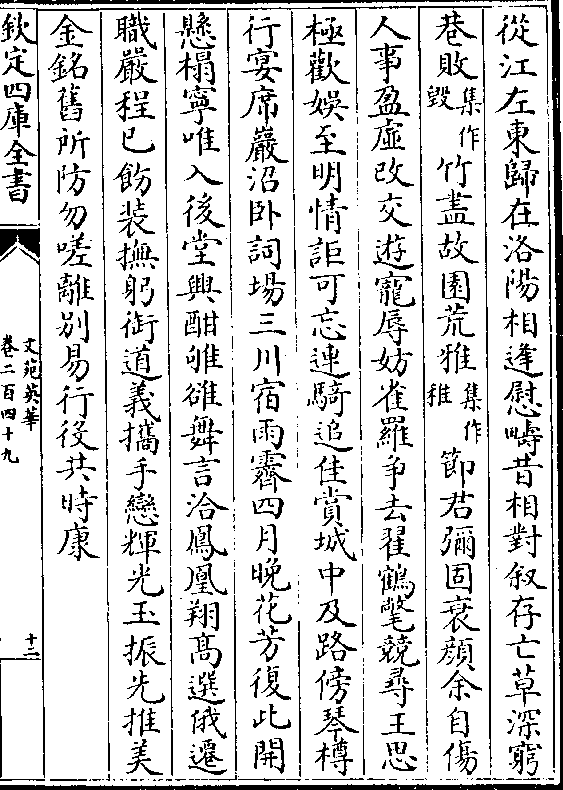 從江左東歸在洛陽相逢慰疇昔相對叙存亡草深窮
巷敗集作毀竹盡故園荒雅集作稚節君彌固衰顔余自傷
人事盈虚改交遊寵辱妨雀羅爭去翟鶴氅競尋王思
極歡娛至明情詎可忘連騎追佳賞城中及路傍琴樽
行宴席巖沼卧詞場三川宿雨霽四月晚花芳復此開
懸榻寧唯入後堂興酣鴝鵒舞言洽鳳凰翔髙選俄遷
職嚴程已飭装撫躬銜道義攜手戀輝光玉振先推美
金銘舊所防勿嗟離別易行役共時康
欽定四庫全書
文苑英華
卷二百四十九
十二